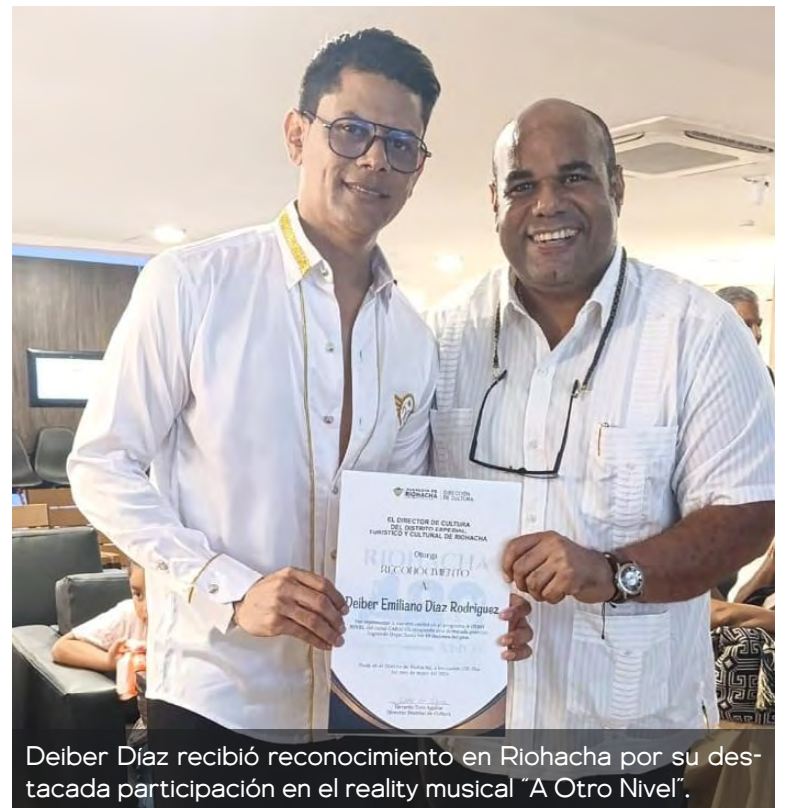 ALCALDÍA DE RIOHACHA DIRECCIÓN DE CULTURA
EL DIRECTOR DE CULTURA
DEL DISTRITO ESPECIAL,
TURÍSTICO Y CULTURAL DE RIOHACHA
Otorga
RECONOCIMIENTO
A:
Deiber Emiliano Díaz Rodríguez
Deiber Díaz recibió reconocimiento en Riohacha por su des-
tacada participación en el reality musical “A Otro Nivel”.